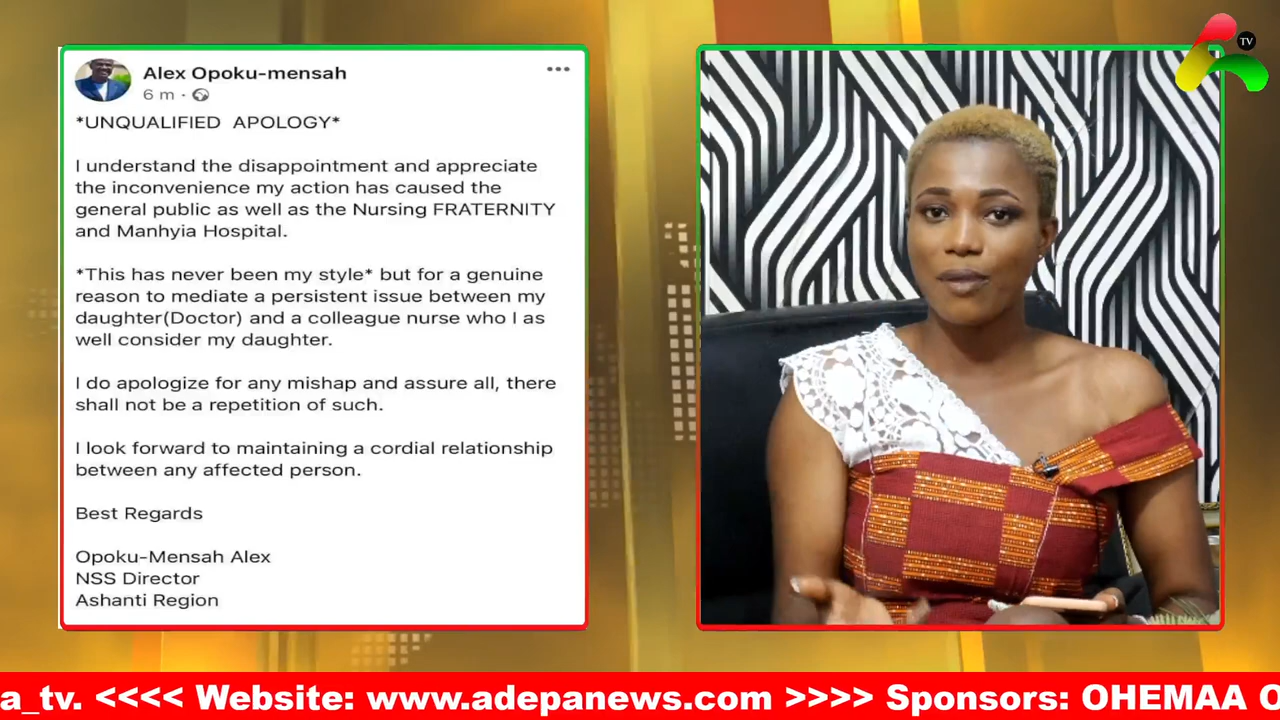 Alex Opoku-mensah
6 m ·
*UNQUALIFIED APOLOGY*
I understand the disappointment and appreciate
the inconvenience my action has caused the
general public as well as the Nursing FRATERNITY
and Manhyia Hospital.
*This has never been my style* but for a genuine
reason to mediate a persistent issue between my
daughter(Doctor) and a colleague nurse who I as
well consider my daughter.
I do apologize for any mishap and assure all, there
shall not be a repetition of such.
I look forward to maintaining a cordial relationship
between any affected person.
Best Regards
Opoku-Mensah Alex
NSS Director
Ashanti Region
TV
a_tv. <<<< Website: www.adepanews.com >>>> Sponsors: OHEMAA